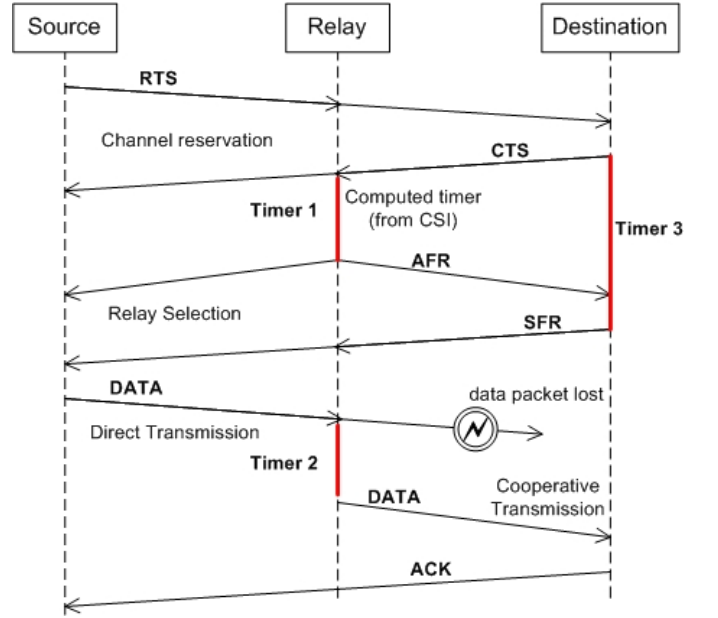 Source
Relay
Destination
RTS
Channel reservation
CTS
Timer 1
Computed timer
(from CSI)
Timer 3
AFR
Relay Selection
SFR
DATA
data packet lost
Direct Transmission
Timer 2
Cooperative
Transmission
DATA
ACK